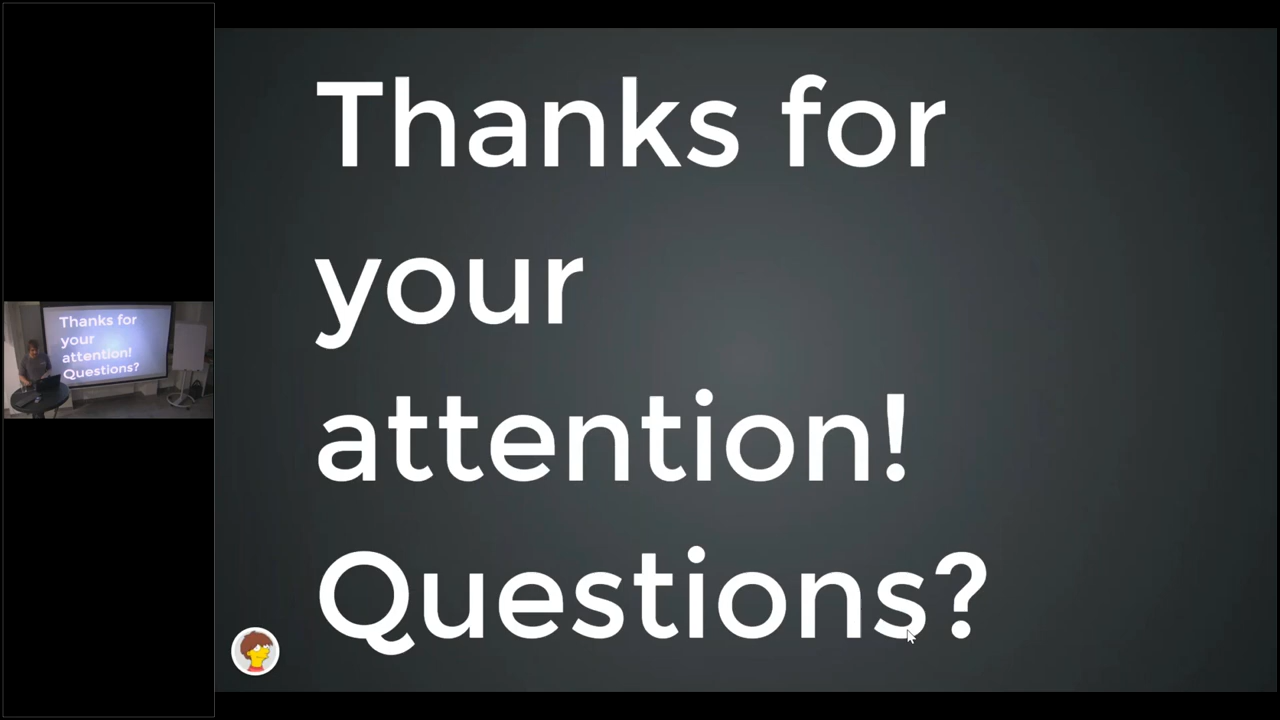 Thanks for
your
attention!
Questions?
Thanks for
your
attention!
Questions?